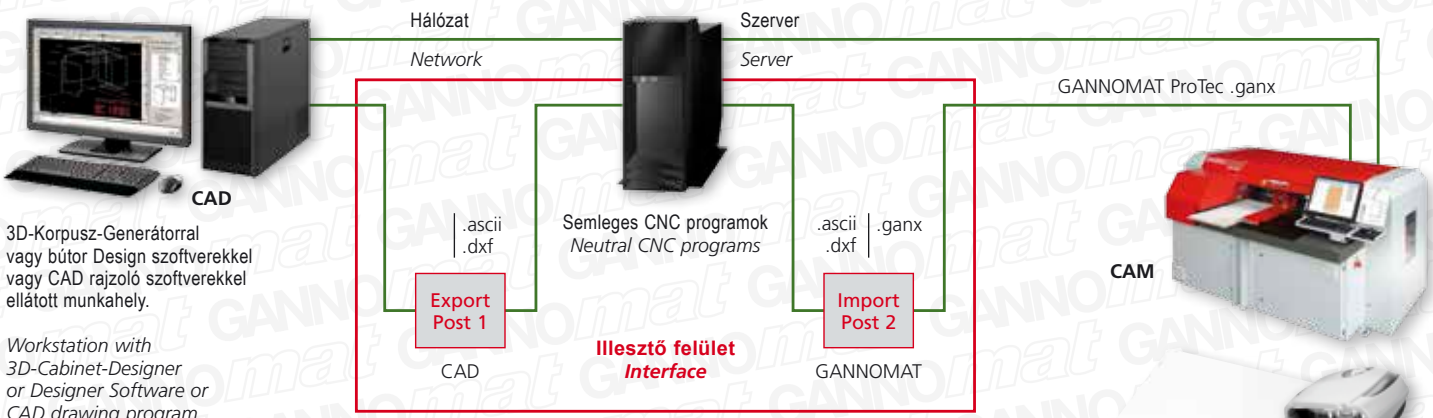 Hálózat
Network
Szerver
Server
GANNOMAT ProTec .ganx
CAD
3D-Korpusz-Generátorral
vagy bútor Design szoftverekkel
vagy CAD rajzoló szoftverekkel
ellátott munkahely.
Workstation with
3D-Cabinet-Designer
or Designer Software or
CAD drawing program
.ascii
.dxf
Export
Post 1
CAD
Semleges CNC programok
Neutral CNC programs
Illesztő felület
Interface
.ascii
.dxf
.ganx
Import
Post 2
GANNOMAT
CAM
GANNOmat